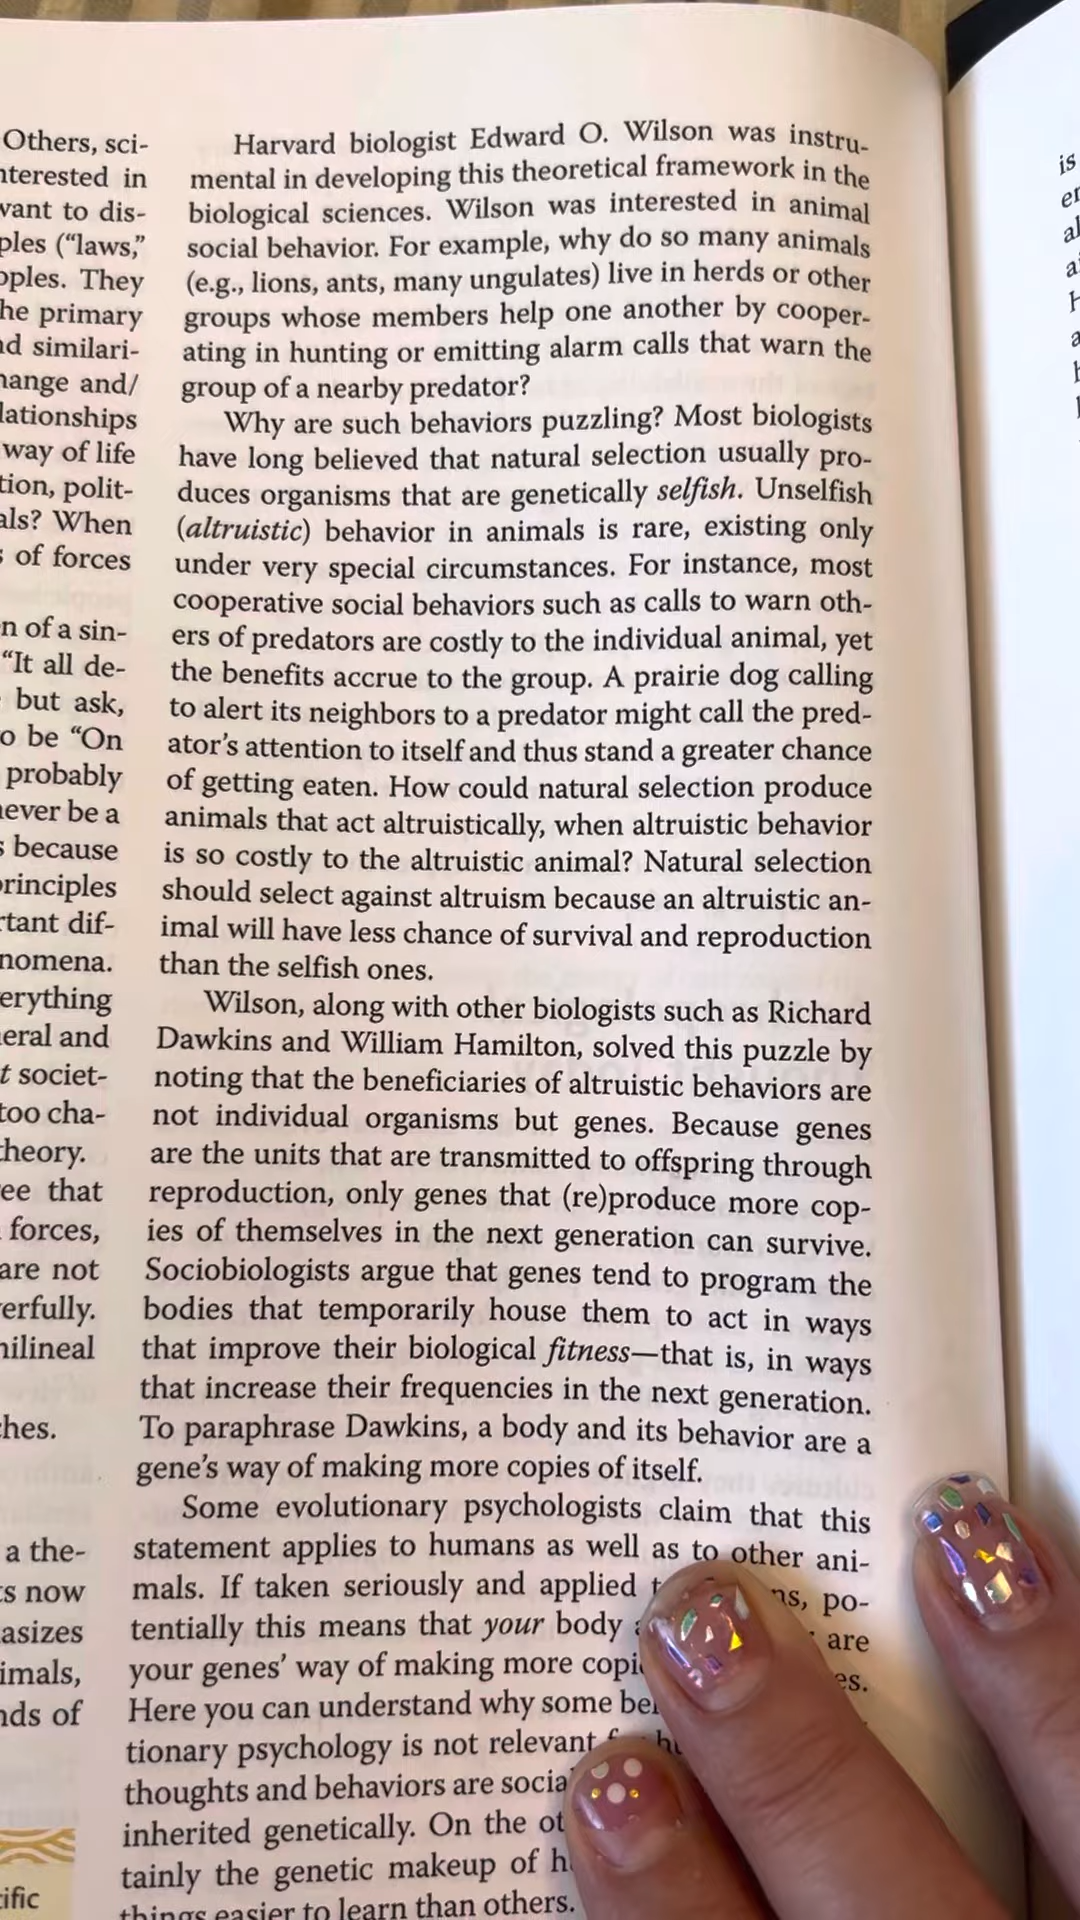 Others, sci-
interested in
want to dis-
ples (“laws,”
oples. They
he primary
nd similari-
hange and/
lationships
way of life
tion, polit-
als? When
s of forces
n of a sin-
“It all de-
but ask,
o be “On
probably
never be a
s because
principles
rtant dif-
nomena.
erything
neral and
t societ-
too cha-
theory.
ee that
forces,
are not
erfully.
nilineal
hes.
a the-
ts now
asizes
imals,
nds of
ific
Harvard biologist Edward O. Wilson was instru-
mental in developing this theoretical framework in the
biological sciences. Wilson was interested in animal
social behavior. For example, why do so many animals
(e.g., lions, ants, many ungulates) live in herds or other
groups whose members help one another by cooper-
ating in hunting or emitting alarm calls that warn the
group of a nearby predator?
Why are such behaviors puzzling? Most biologists
have long believed that natural selection usually pro-
duces organisms that are genetically selfish. Unselfish
(altruistic) behavior in animals is rare, existing only
under very special circumstances. For instance, most
cooperative social behaviors such as calls to warn oth-
ers of predators are costly to the individual animal, yet
the benefits accrue to the group. A prairie dog calling
to alert its neighbors to a predator might call the pred-
ator’s attention to itself and thus stand a greater chance
of getting eaten. How could natural selection produce
animals that act altruistically, when altruistic behavior
is so costly to the altruistic animal? Natural selection
should select against altruism because an altruistic an-
imal will have less chance of survival and reproduction
than the selfish ones.
Wilson, along with other biologists such as Richard
Dawkins and William Hamilton, solved this puzzle by
noting that the beneficiaries of altruistic behaviors are
not individual organisms but genes. Because genes
are the units that are transmitted to offspring through
reproduction, only genes that (re)produce more cop-
ies of themselves in the next generation can survive.
Sociobiologists argue that genes tend to program the
bodies that temporarily house them to act in ways
that improve their biological fitness—that is, in ways
that increase their frequencies in the next generation.
To paraphrase Dawkins, a body and its behavior are a
gene’s way of making more copies of itself.
Some evolutionary psychologists claim that this
statement applies to humans as well as to other ani-
mals. If taken seriously and applied po-
tentially this means that your body are
your genes’ way of making more
Here you can understand why some
tionary psychology is not relevant
thoughts and behaviors are
inherited genetically. On the
tainly the genetic makeup of
things easier to learn than others.
is